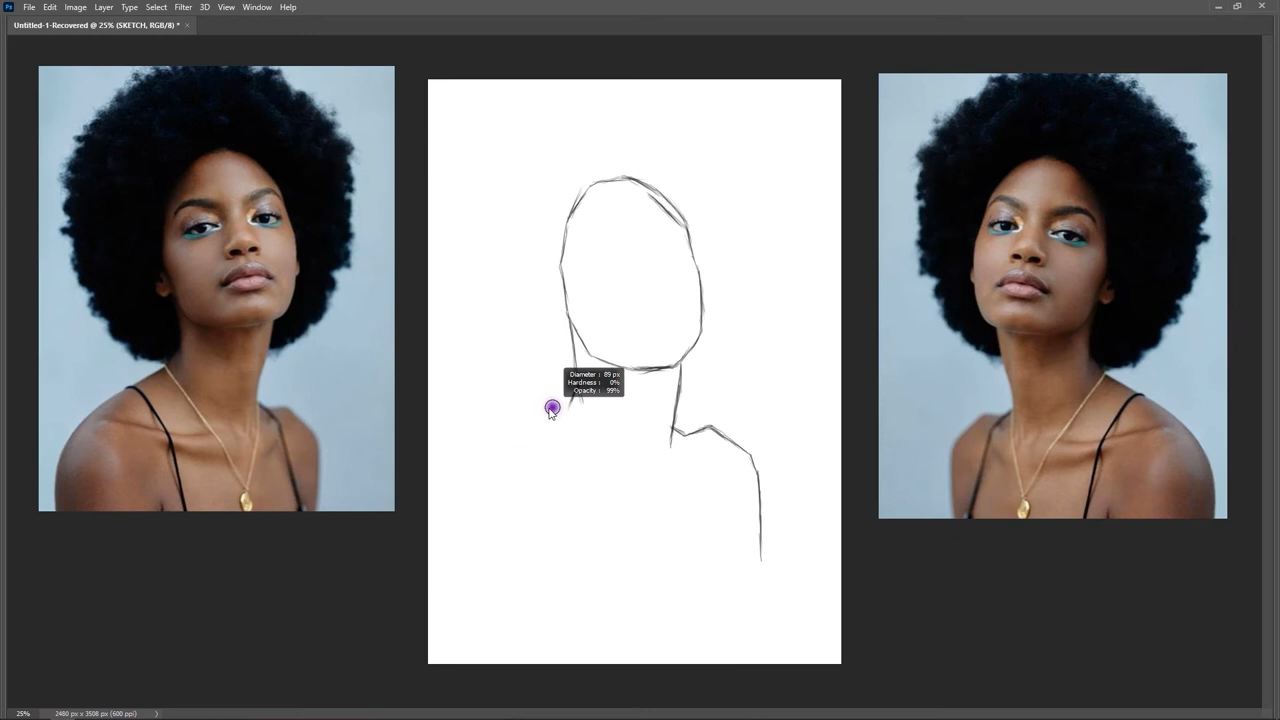 Ps File Edit Image Layer Type Select Filter 3D View Window Help
Untitled-1-Recovered @ 25% (SKETCH, RGB/8) * ×
Diameter : 89 px
Hardness : 0%
Opacity : 99%
25% 2480 px x 3508 px (600 ppi)